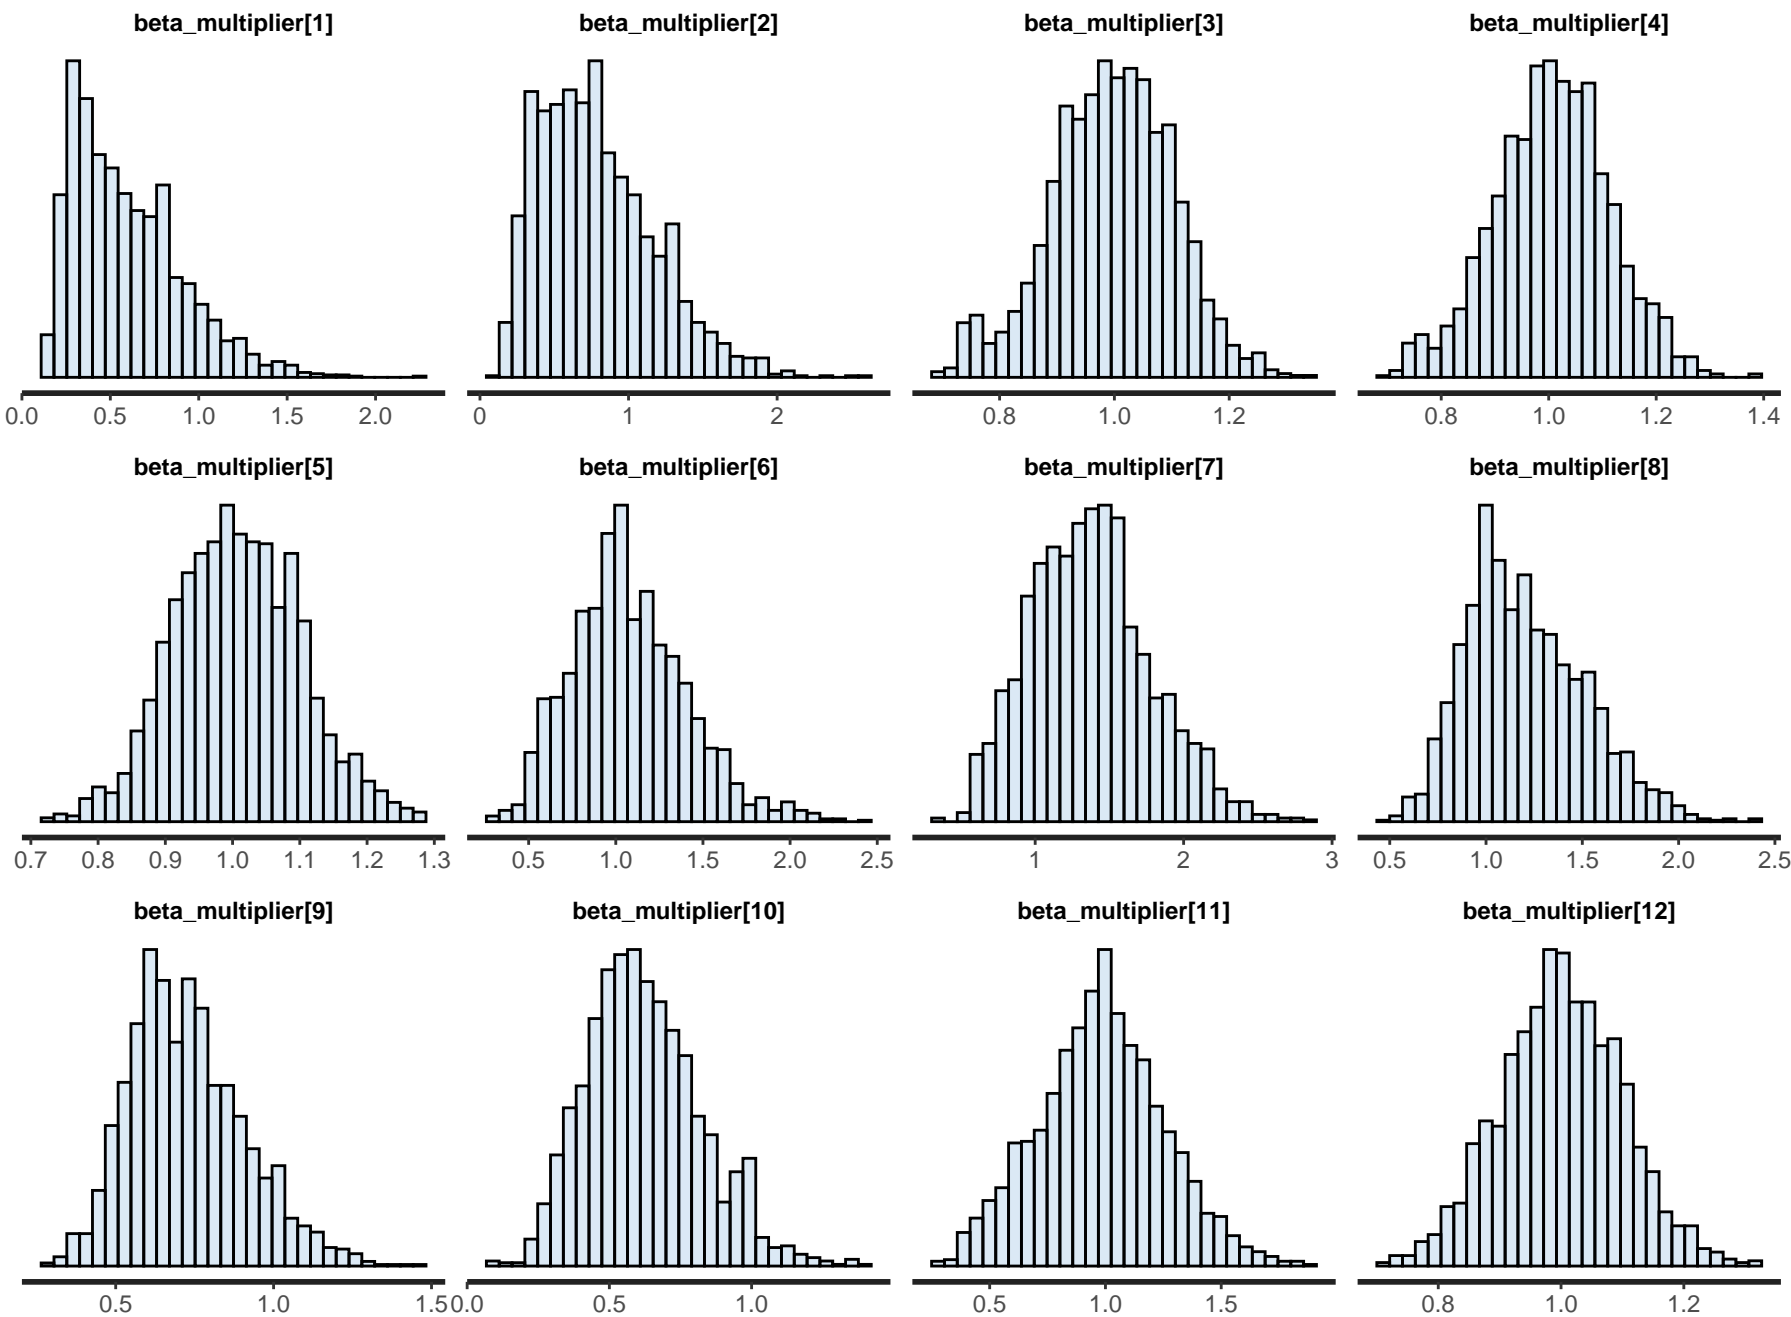 beta_multiplier[1] beta_multiplier[2] beta_multiplier[3] beta_multiplier[4]
0.0 0.5 1.0 1.5 2.0 0 1 2 0.8 1.0 1.2 0.8 1.0 1.2 1.4
beta_multiplier[5] beta_multiplier[6] beta_multiplier[7] beta_multiplier[8]
0.7 0.8 0.9 1.0 1.1 1.2 1.3 0.5 1.0 1.5 2.0 2.5 1 2 3 0.5 1.0 1.5 2.0 2.5
beta_multiplier[9] beta_multiplier[10] beta_multiplier[11] beta_multiplier[12]
0.5 1.0 1.5 0.0 0.5 1.0 0.5 1.0 1.5 0.8 1.0 1.2